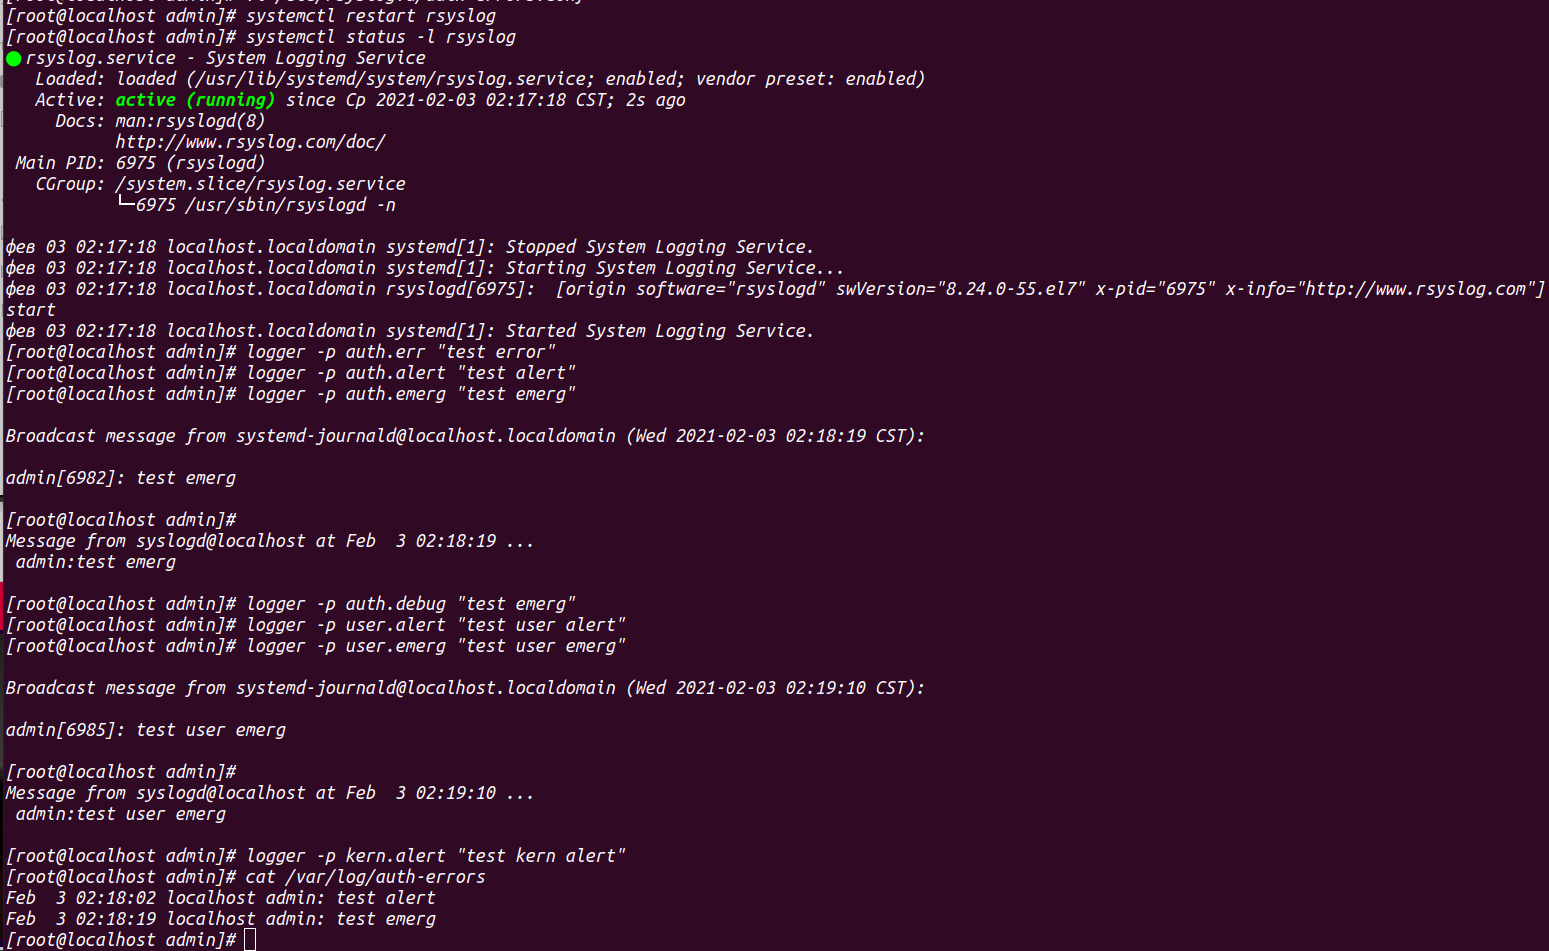 [root@localhost admin]# systemctl restart rsyslog
[root@localhost admin]# systemctl status -l rsyslog
rsyslog.service - System Logging Service
Loaded: loaded (/usr/lib/systemd/system/rsyslog.service; enabled; vendor preset: enabled)
Active: active (running) since Ср 2021-02-03 02:17:18 CST; 2s ago
Docs: man:rsyslogd(8)
http://www.rsyslog.com/doc/
Main PID: 6975 (rsyslogd)
CGroup: /system.slice/rsyslog.service
└─6975 /usr/sbin/rsyslogd -n
фев 03 02:17:18 localhost.localdomain systemd[1]: Stopped System Logging Service.
фев 03 02:17:18 localhost.localdomain systemd[1]: Starting System Logging Service...
фев 03 02:17:18 localhost.localdomain rsyslogd[6975]:  [origin software="rsyslogd" swVersion="8.24.0-55.el7" x-pid="6975" x-info="http://www.rsyslog.com"]
start
фев 03 02:17:18 localhost.localdomain systemd[1]: Started System Logging Service.
[root@localhost admin]# logger -p auth.err "test error"
[root@localhost admin]# logger -p auth.alert "test alert"
[root@localhost admin]# logger -p auth.emerg "test emerg"
Broadcast message from systemd-journald@localhost.localdomain (Wed 2021-02-03 02:18:19 CST):
admin[6982]: test emerg
[root@localhost admin]#
Message from syslogd@localhost at Feb  3 02:18:19 ...
admin:test emerg
[root@localhost admin]# logger -p auth.debug "test emerg"
[root@localhost admin]# logger -p user.alert "test user alert"
[root@localhost admin]# logger -p user.emerg "test user emerg"
Broadcast message from systemd-journald@localhost.localdomain (Wed 2021-02-03 02:19:10 CST):
admin[6985]: test user emerg
[root@localhost admin]#
Message from syslogd@localhost at Feb  3 02:19:10 ...
admin:test user emerg
[root@localhost admin]# logger -p kern.alert "test kern alert"
[root@localhost admin]# cat /var/log/auth-errors
Feb  3 02:18:02 localhost admin: test alert
Feb  3 02:18:19 localhost admin: test emerg
[root@localhost admin]#